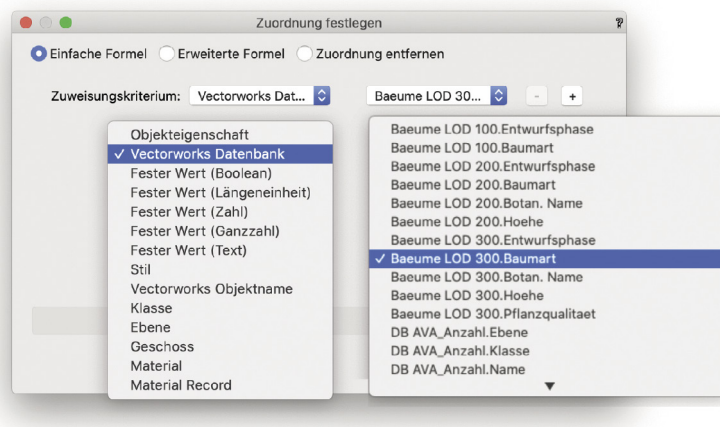 Zuordnung festlegen
?
Einfache Formel Erweiterte Formel Zuordnung entfernen
Zuweisungskriterium: Vectorworks Dat... Baeume LOD 30... - +
Objekteigenschaft
✓ Vectorworks Datenbank
Fester Wert (Boolean)
Fester Wert (Längeneinheit)
Fester Wert (Zahl)
Fester Wert (Ganzzahl)
Fester Wert (Text)
Stil
Vectorworks Objektname
Klasse
Ebene
Geschoss
Material
Material Record
Baeume LOD 100.Entwurfsphase
Baeume LOD 100.Baumart
Baeume LOD 200.Entwurfsphase
Baeume LOD 200.Baumart
Baeume LOD 200.Botan. Name
Baeume LOD 200.Hoehe
Baeume LOD 300.Entwurfsphase
✓ Baeume LOD 300.Baumart
Baeume LOD 300.Botan. Name
Baeume LOD 300.Hoehe
Baeume LOD 300.Pflanzqualitaet
DB AVA_Anzahl.Ebene
DB AVA_Anzahl.Klasse
DB AVA_Anzahl.Name